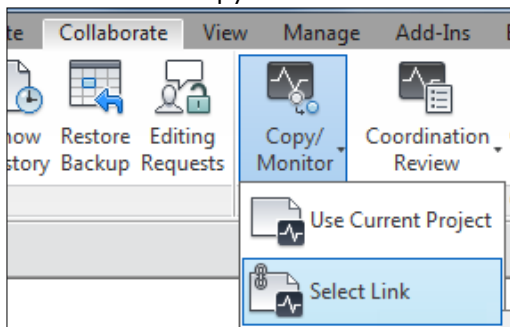 te Collaborate View Manage Add-Ins
now Restore Editing Copy/ Coordination
story Backup Requests Monitor Review
Use Current Project
Select Link